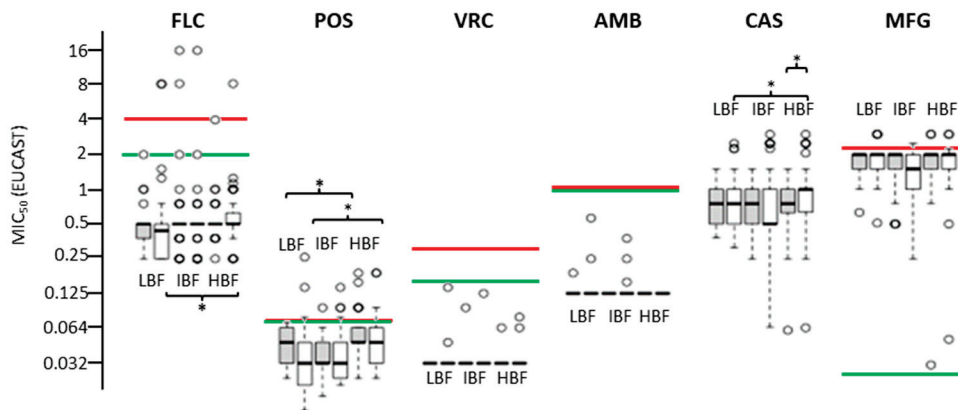 FLC POS VRC AMB CAS MFG
MIC50 (EUCAST)
16
8
4
2
1
0.5
0.25
0.125
0.064
0.032
LBF IBF HBF
*
LBF IBF HBF
*
*
LBF IBF HBF
LBF IBF HBF
LBF IBF HBF
*
*
LBF IBF HBF